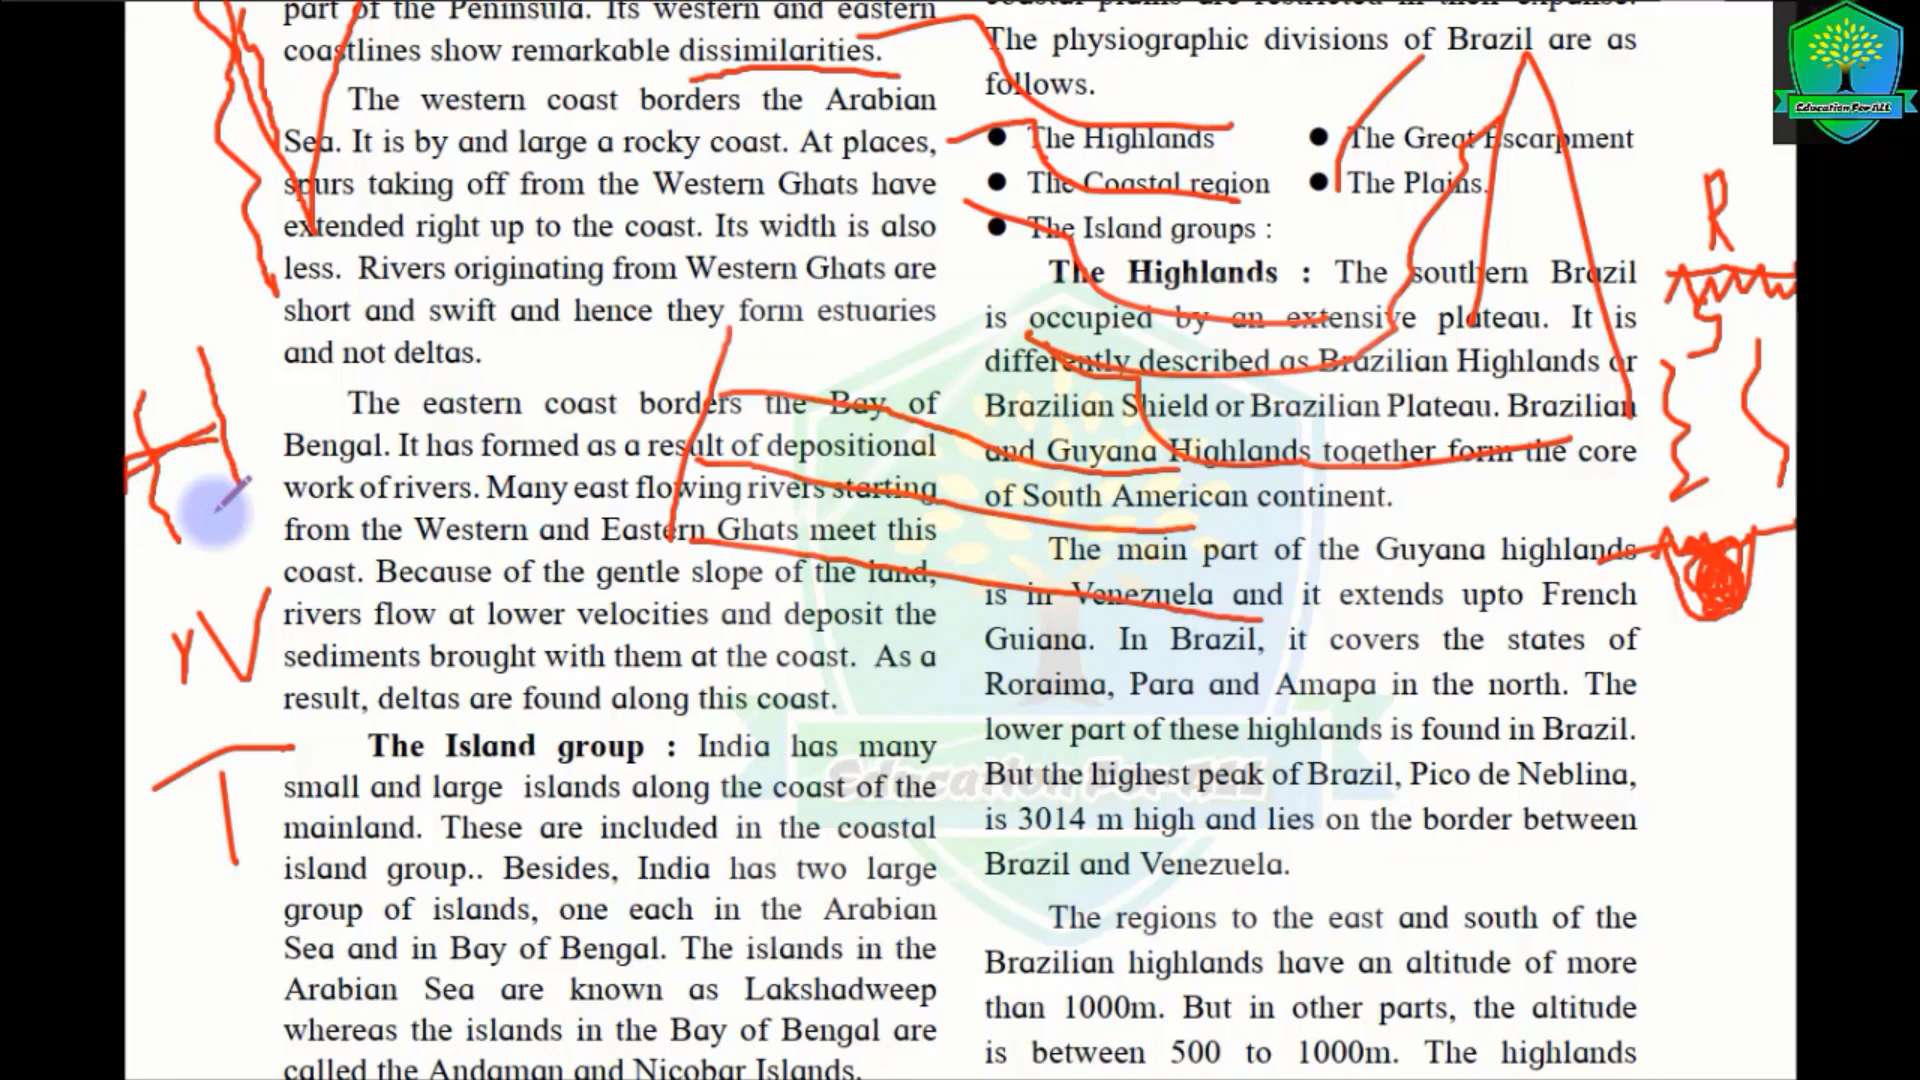 part of the Peninsula. Its western and eastern
coastlines show remarkable dissimilarities.
The western coast borders the Arabian
Sea. It is by and large a rocky coast. At places,
spurs taking off from the Western Ghats have
extended right up to the coast. Its width is also
less. Rivers originating from Western Ghats are
short and swift and hence they form estuaries
and not deltas.
The eastern coast borders the Bay of
Bengal. It has formed as a result of depositional
work of rivers. Many east flowing rivers starting
from the Western and Eastern Ghats meet this
coast. Because of the gentle slope of the land,
rivers flow at lower velocities and deposit the
sediments brought with them at the coast. As a
result, deltas are found along this coast.
The Island group : India has many
small and large islands along the coast of the
mainland. These are included in the coastal
island group.. Besides, India has two large
group of islands, one each in the Arabian
Sea and in Bay of Bengal. The islands in the
Arabian Sea are known as Lakshadweep
whereas the islands in the Bay of Bengal are
called the Andaman and Nicobar Islands.
coastal plains are restricted in their expanse.
The physiographic divisions of Brazil are as
follows.
● The Highlands ● The Great Escarpment
● The Coastal region ● The Plains.
● The Island groups :
The Highlands : The southern Brazil
is occupied by an extensive plateau. It is
differently described as Brazilian Highlands or
Brazilian Shield or Brazilian Plateau. Brazilian
and Guyana Highlands together form the core
of South American continent.
The main part of the Guyana highlands
is in Venezuela and it extends upto French
Guiana. In Brazil, it covers the states of
Roraima, Para and Amapa in the north. The
lower part of these highlands is found in Brazil.
But the highest peak of Brazil, Pico de Neblina,
is 3014 m high and lies on the border between
Brazil and Venezuela.
The regions to the east and south of the
Brazilian highlands have an altitude of more
than 1000m. But in other parts, the altitude
is between 500 to 1000m. The highlands
Education For ALL
Education For ALL
R
T